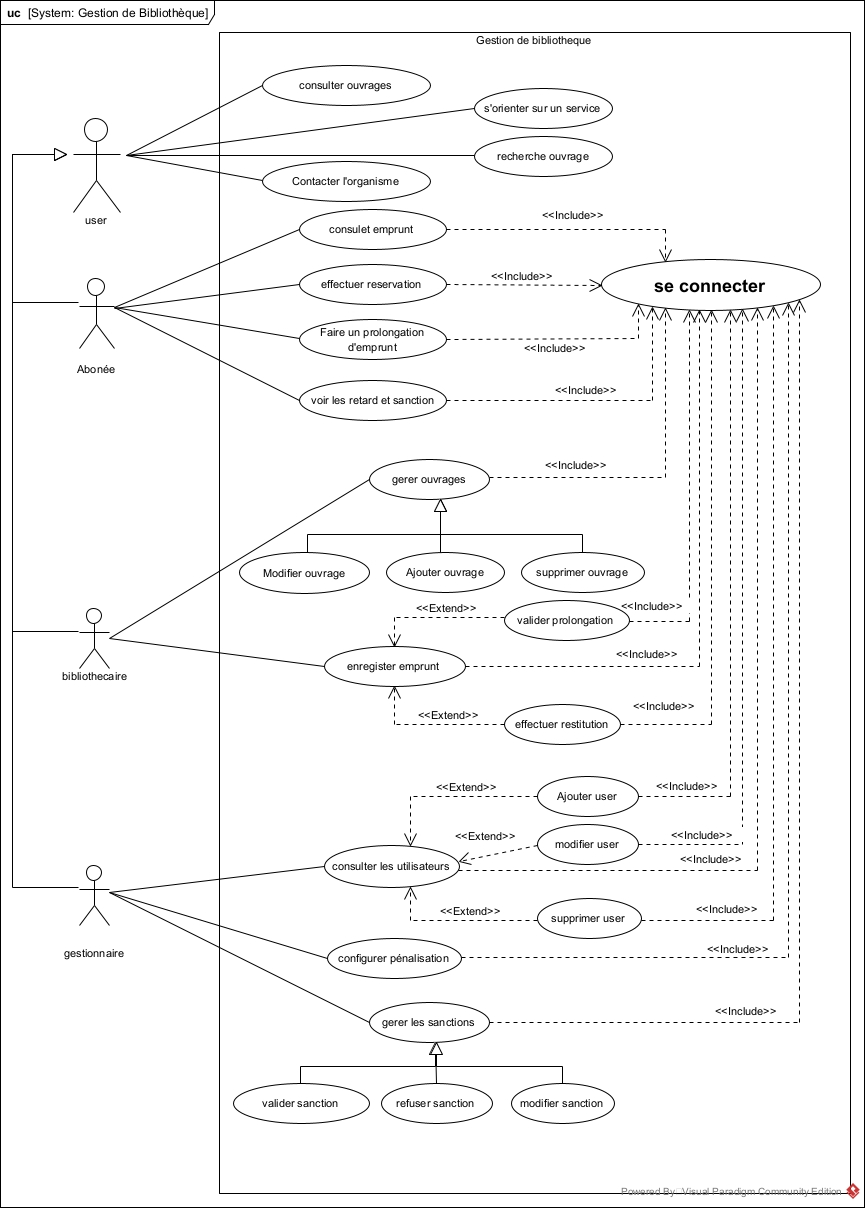 uc [System: Gestion de Bibliothèque]
Gestion de bibliotheque
consulter ouvrages
s'orienter sur un service
recherche ouvrage
Contacter l'organisme
user
consulet emprunt
<<Include>>
effectuer reservation
<<Include>>
se connecter
Faire un prolongation
d'emprunt
<<Include>>
Abonée
voir les retard et sanction
<<Include>>
gerer ouvrages
<<Include>>
Modifier ouvrage
Ajouter ouvrage
supprimer ouvrage
<<Extend>>
valider prolongation
<<Include>>
bibliothecaire
enregister emprunt
<<Include>>
<<Extend>>
effectuer restitution
<<Include>>
<<Extend>>
Ajouter user
<<Include>>
<<Extend>>
modifier user
<<Include>>
consulter les utilisateurs
<<Include>>
<<Extend>>
supprimer user
<<Include>>
gestionnaire
configurer pénalisation
<<Include>>
gerer les sanctions
<<Include>>
valider sanction
refuser sanction
modifier sanction
Powered By: Visual Paradigm Community Edition